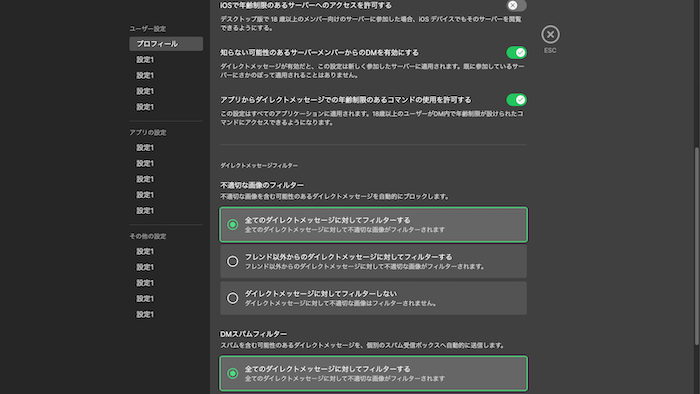 ユーザー設定
プロフィール
設定1
設定1
設定1
設定1
アプリの設定
設定1
設定1
設定1
設定1
設定1
その他の設定
設定1
設定1
設定1
設定1
設定1
iOSで年齢制限のあるサーバーへのアクセスを許可する
デスクトップ版で 18 歳以上のメンバー向けのサーバーに参加した場合、iOS デバイスでもそのサーバーを閲覧
できるようにする。
知らない可能性のあるサーバーメンバーからのDMを有効にする
ダイレクトメッセージが有効だと、この設定は新しく参加したサーバーに適用されます。既に参加しているサー
バーにさかのぼって適用されることはありません。
アプリからダイレクトメッセージでの年齢制限のあるコマンドの使用を許可する
この設定はすべてのアプリケーションに適用されます。18歳以上のユーザーがDM内で年齢制限が設けられたコ
マンドにアクセスできるようになります。
ダイレクトメッセージフィルター
不適切な画像のフィルター
不適切な画像を含む可能性のあるダイレクトメッセージを自動的にブロックします。
全てのダイレクトメッセージに対してフィルターする
全てのダイレクトメッセージに対して不適切な画像がフィルターされます
フレンド以外からのダイレクトメッセージに対してフィルターする
フレンド以外からのダイレクトメッセージに対して不適切な画像がフィルターされます。
ダイレクトメッセージに対してフィルターしない
ダイレクトメッセージに対して不適切な画像はフィルターされません。
DMスパムフィルター
スパムを含む可能性のあるダイレクトメッセージを、個別のスパム受信ボックスへ自動的に送信します。
全てのダイレクトメッセージに対してフィルターする
全てのダイレクトメッセージに対して不適切な画像がフィルターされます
ESC